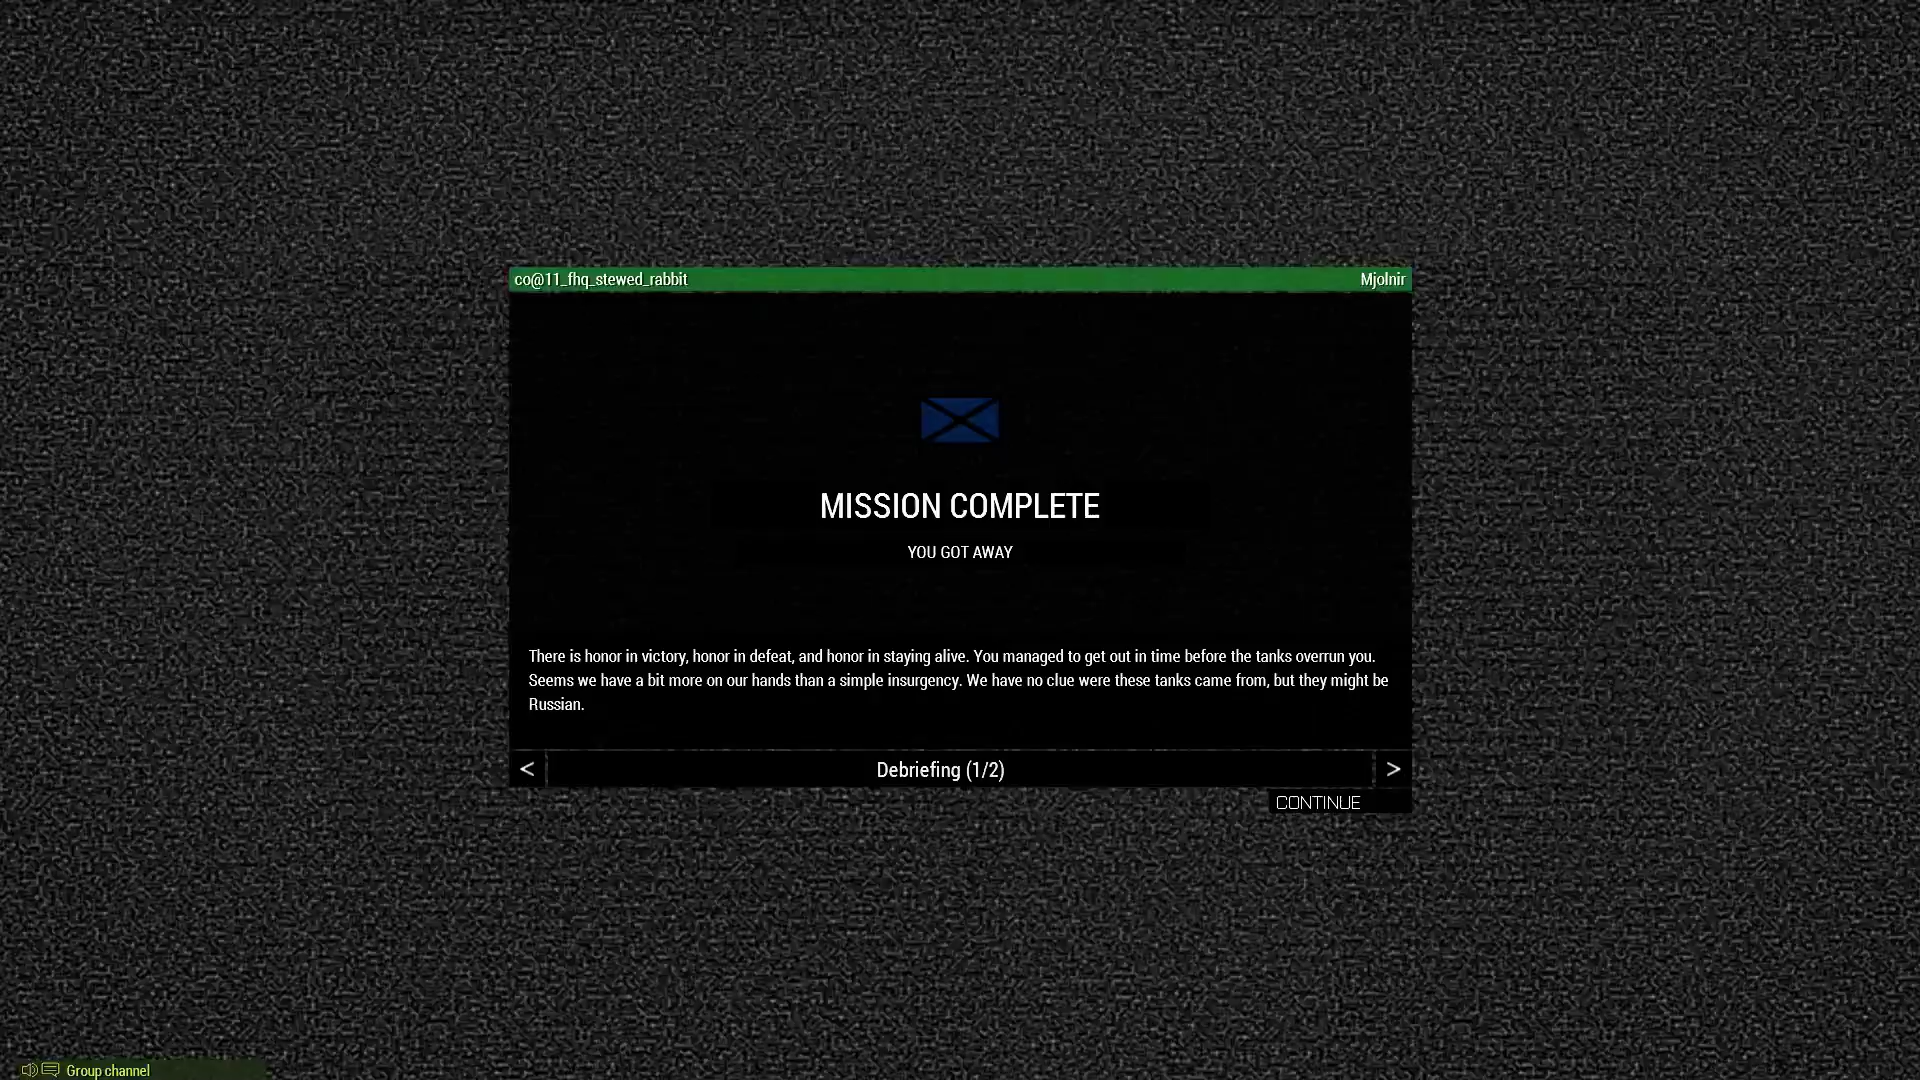 co@11_fhq_stewed_rabbit
Mjolnir
MISSION COMPLETE
YOU GOT AWAY
There is honor in victory, honor in defeat, and honor in staying alive. You managed to get out in time before the tanks overrun you.
Seems we have a bit more on our hands than a simple insurgency. We have no clue were these tanks came from, but they might be
Russian.
< Debriefing (1/2) >
CONTINUE
Group channel